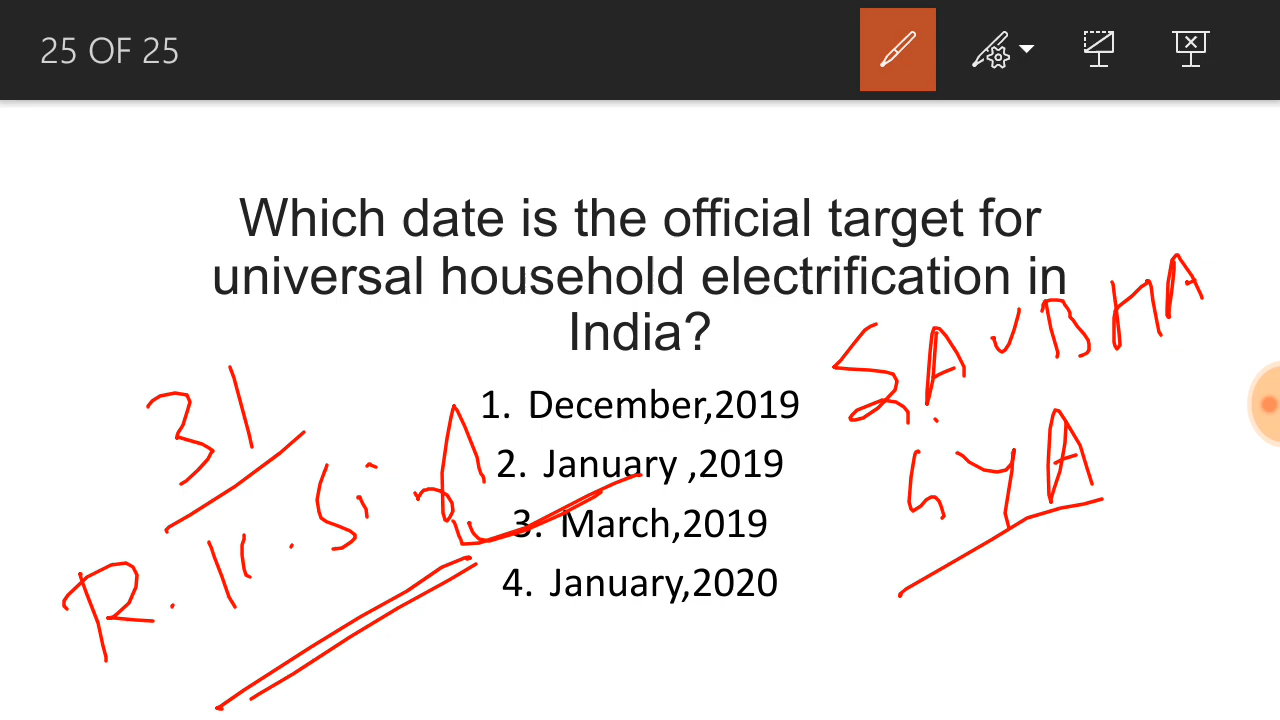 25 OF 25
Which date is the official target for
universal household electrification in
India?
1. December,2019
2. January ,2019
3. March,2019
4. January,2020
SAUBHA
GYA
31
R.K.